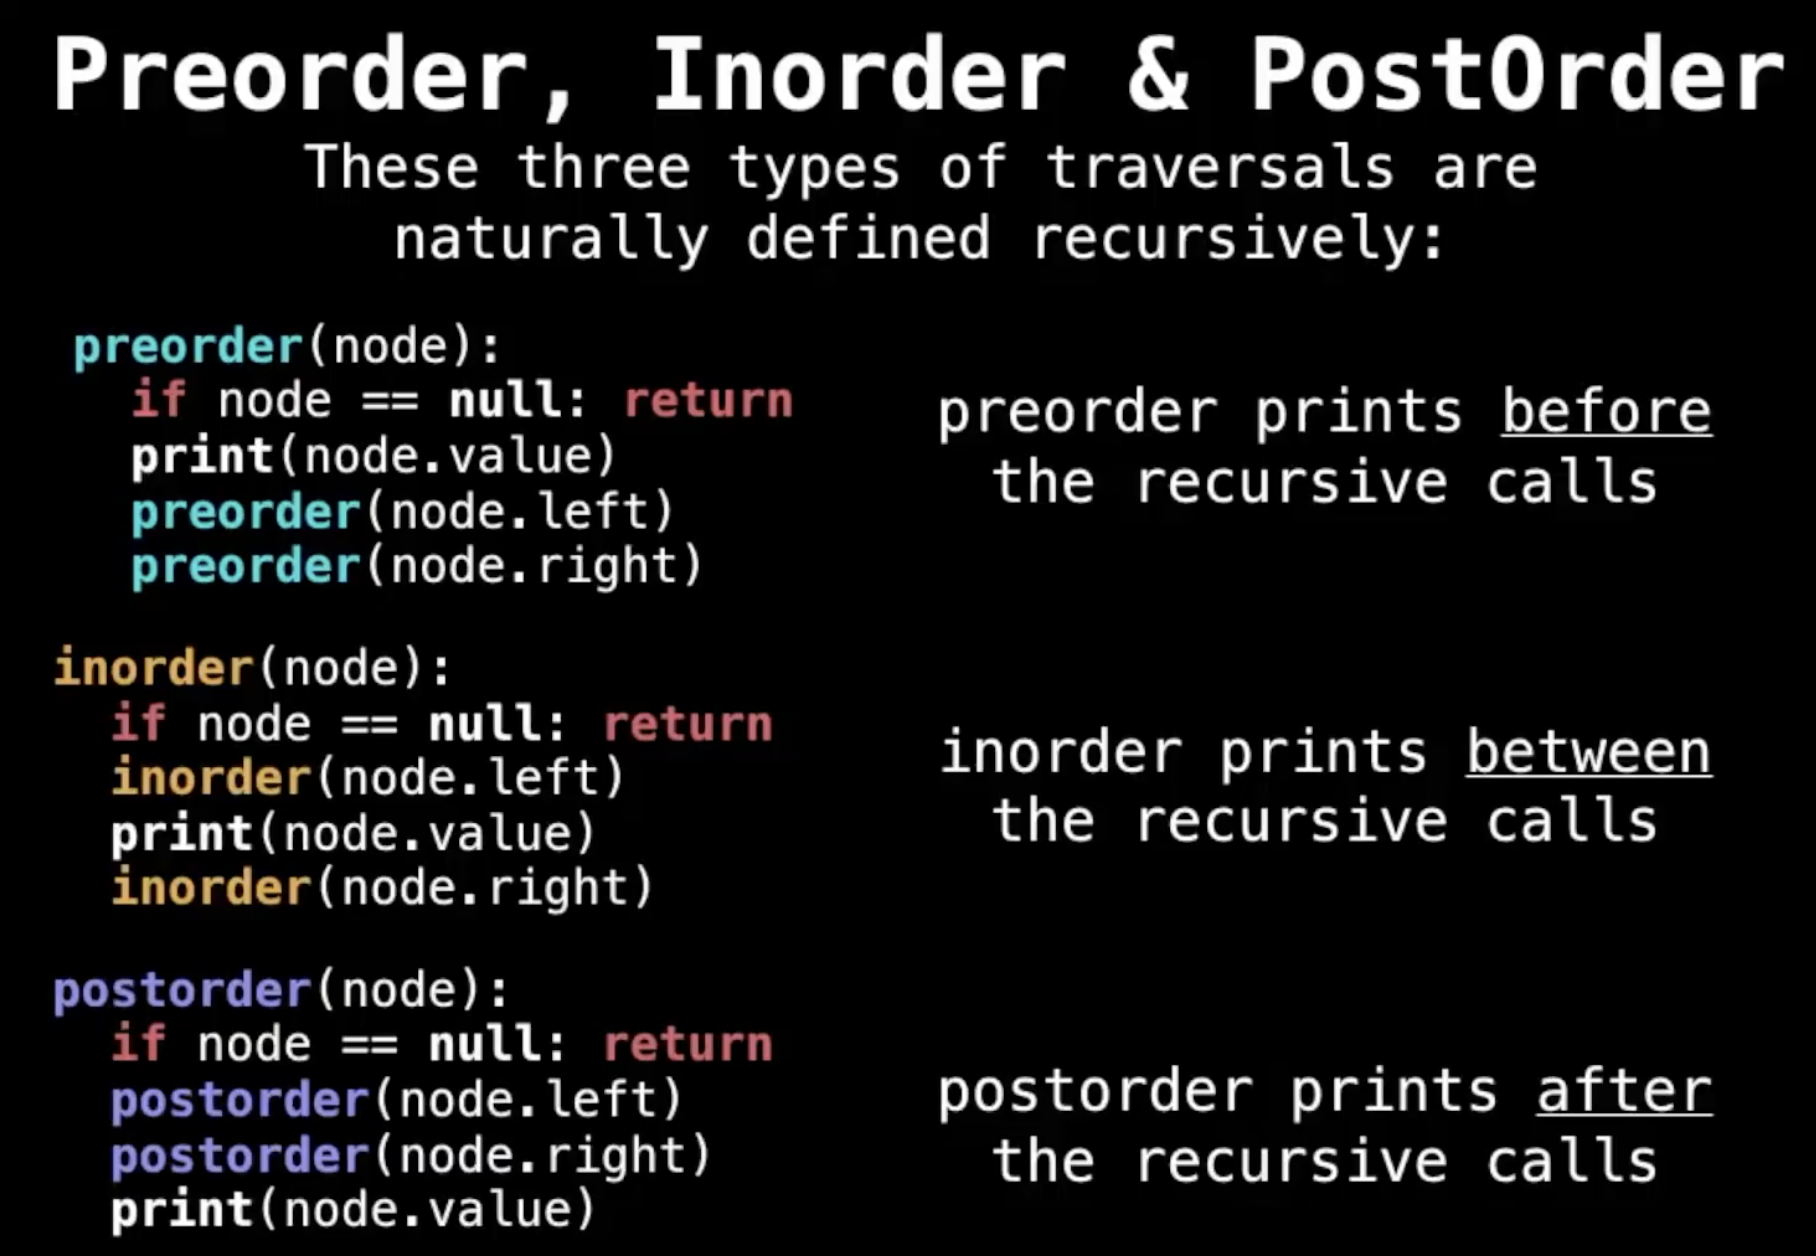 Preorder, Inorder & PostOrder
These three types of traversals are
naturally defined recursively:
preorder(node):
if node == null: return
print(node.value)
preorder(node.left)
preorder(node.right)
preorder prints before
the recursive calls
inorder(node):
if node == null: return
inorder(node.left)
print(node.value)
inorder(node.right)
inorder prints between
the recursive calls
postorder(node):
if node == null: return
postorder(node.left)
postorder(node.right)
print(node.value)
postorder prints after
the recursive calls